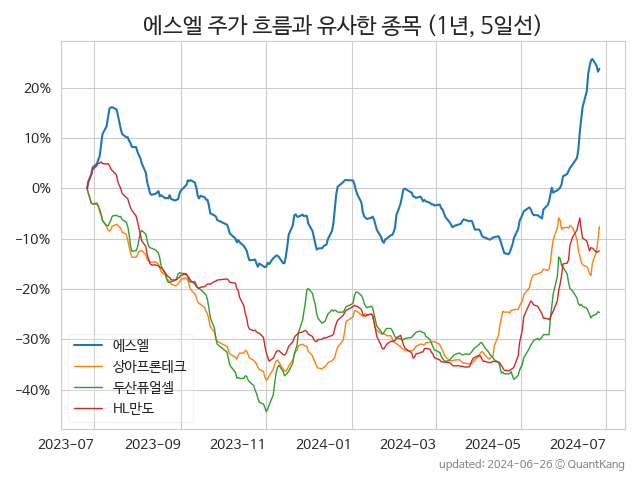 에스엘 주가 흐름과 유사한 종목 (1년, 5일선)
20%
10%
0%
−10%
−20%
−30%
−40%
에스엘
상아프론테크
두산퓨얼셀
HL만도
2023-07 2023-09 2023-11 2024-01 2024-03 2024-05 2024-07
updated: 2024-06-26 © QuantKang